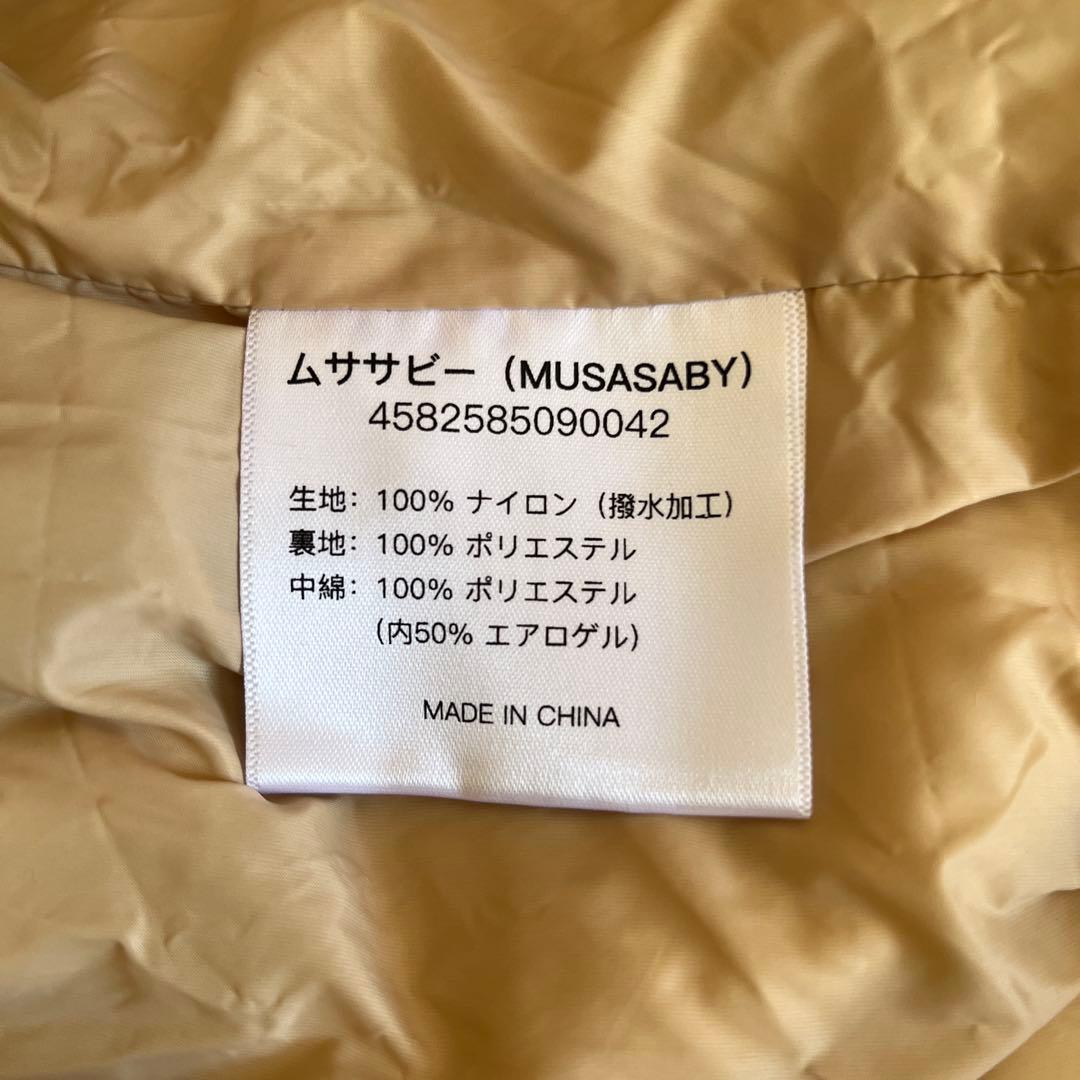 ムササビー（MUSASABY）
4582585090042
生地: 100% ナイロン（撥水加工）
裏地: 100% ポリエステル
中綿: 100% ポリエステル
（内50% エアロゲル）
MADE IN CHINA